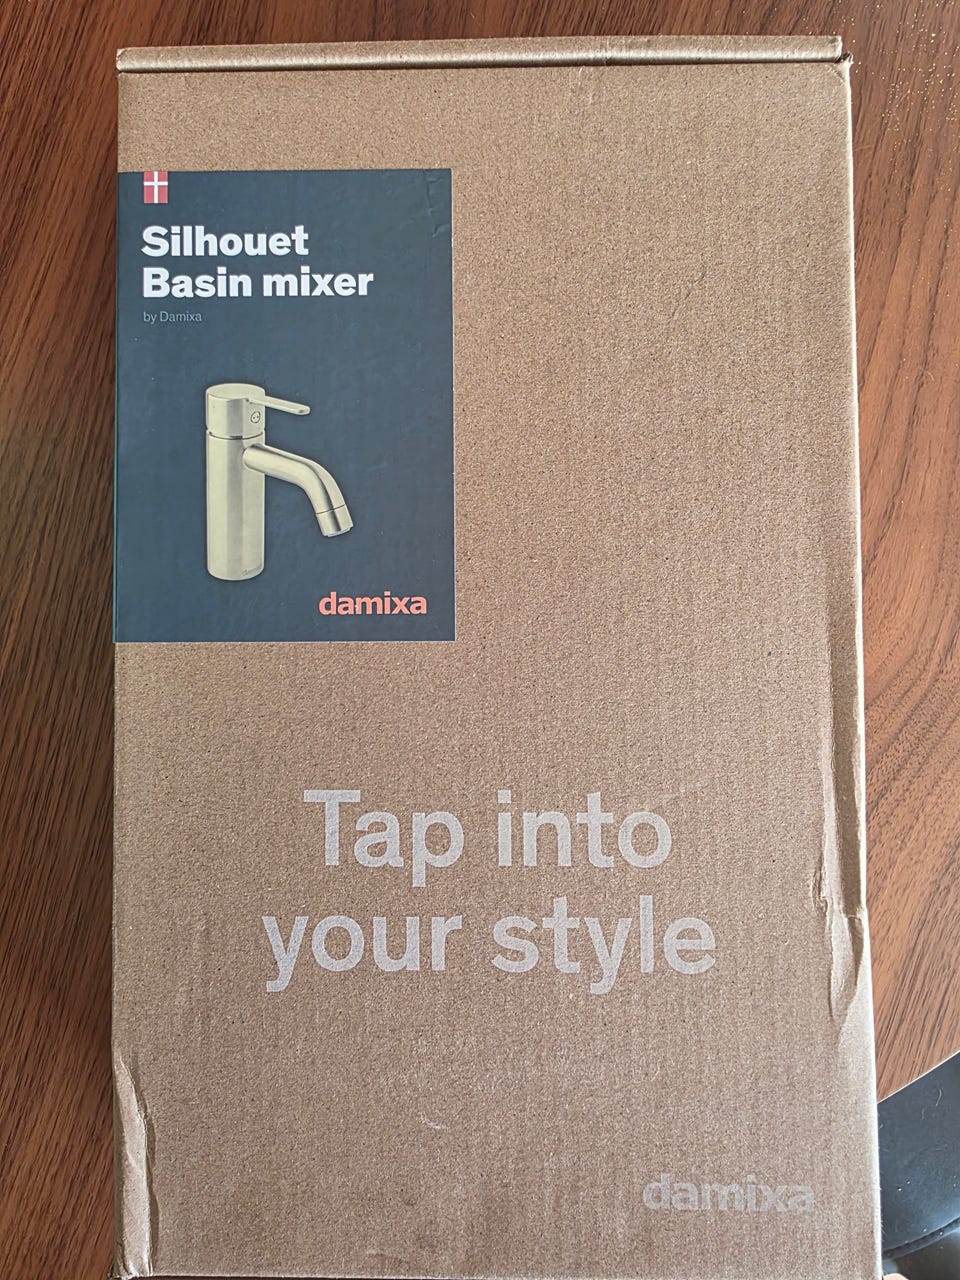 Silhouet
Basin mixer
by Damixa
damixa
Tap into
your style
damixa